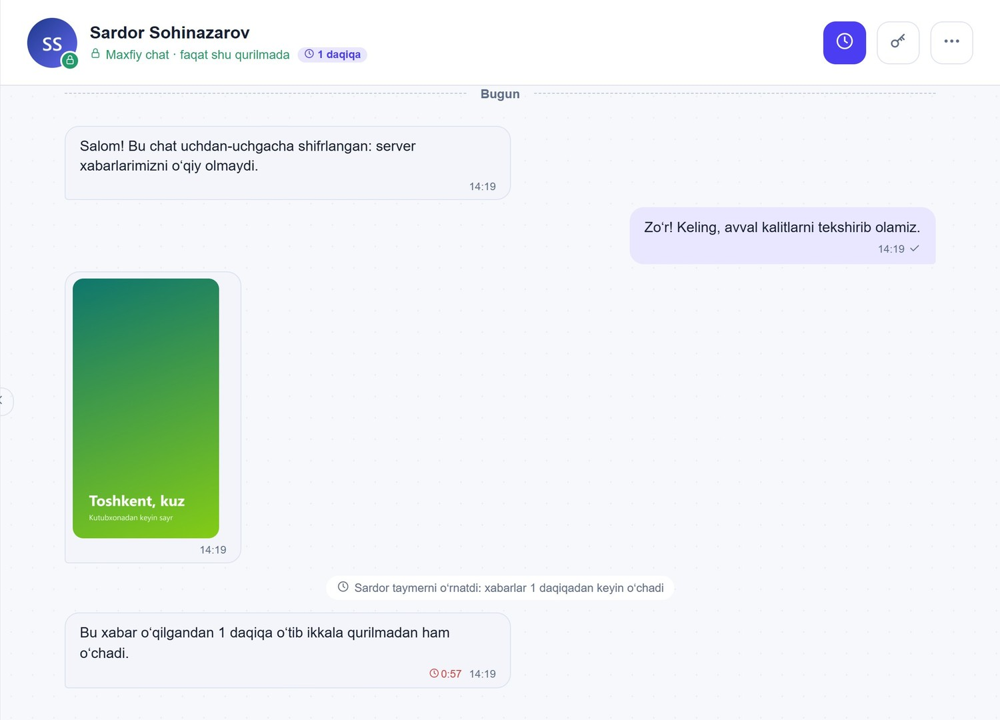 SS
Sardor Sohinazarov
Maxfiy chat · faqat shu qurilmada
1 daqiqa
Bugun
Salom! Bu chat uchdan-uchgacha shifrlangan: server
xabarlarimizni oʻqiy olmaydi.
14:19
Zoʻr! Keling, avval kalitlarni tekshirib olamiz.
14:19
Toshkent, kuz
Kutubxonadan keyin sayr
14:19
Sardor taymerni oʻrnatdi: xabarlar 1 daqiqadan keyin oʻchadi
Bu xabar oʻqilgandan 1 daqiqa oʻtib ikkala qurilmadan ham
oʻchadi.
0:57 14:19